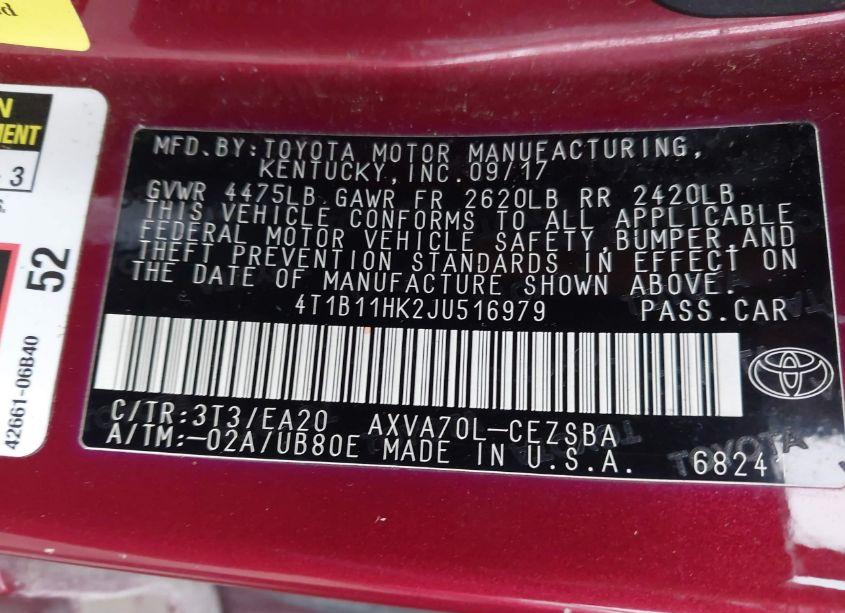 N
MENT
3
S.
52
42661-06B40
MFD.BY:TOYOTA MOTOR MANUFACTURING,
KENTUCKY,INC.09/17
GVWR 4475LB GAWR FR 2620LB RR 2420LB
THIS VEHICLE CONFORMS TO ALL APPLICABLE
FEDERAL MOTOR VEHICLE SAFETY,BUMPER,AND
THEFT PREVENTION STANDARDS IN EFFECT ON
THE DATE OF MANUFACTURE SHOWN ABOVE.
4T1B11HK2JU516979 PASS.CAR
C/TR:3T3/EA20 AXVA70L-CEZSBA
A/TM:-02A/UB80E MADE IN U.S.A. 6824
TOYOTA